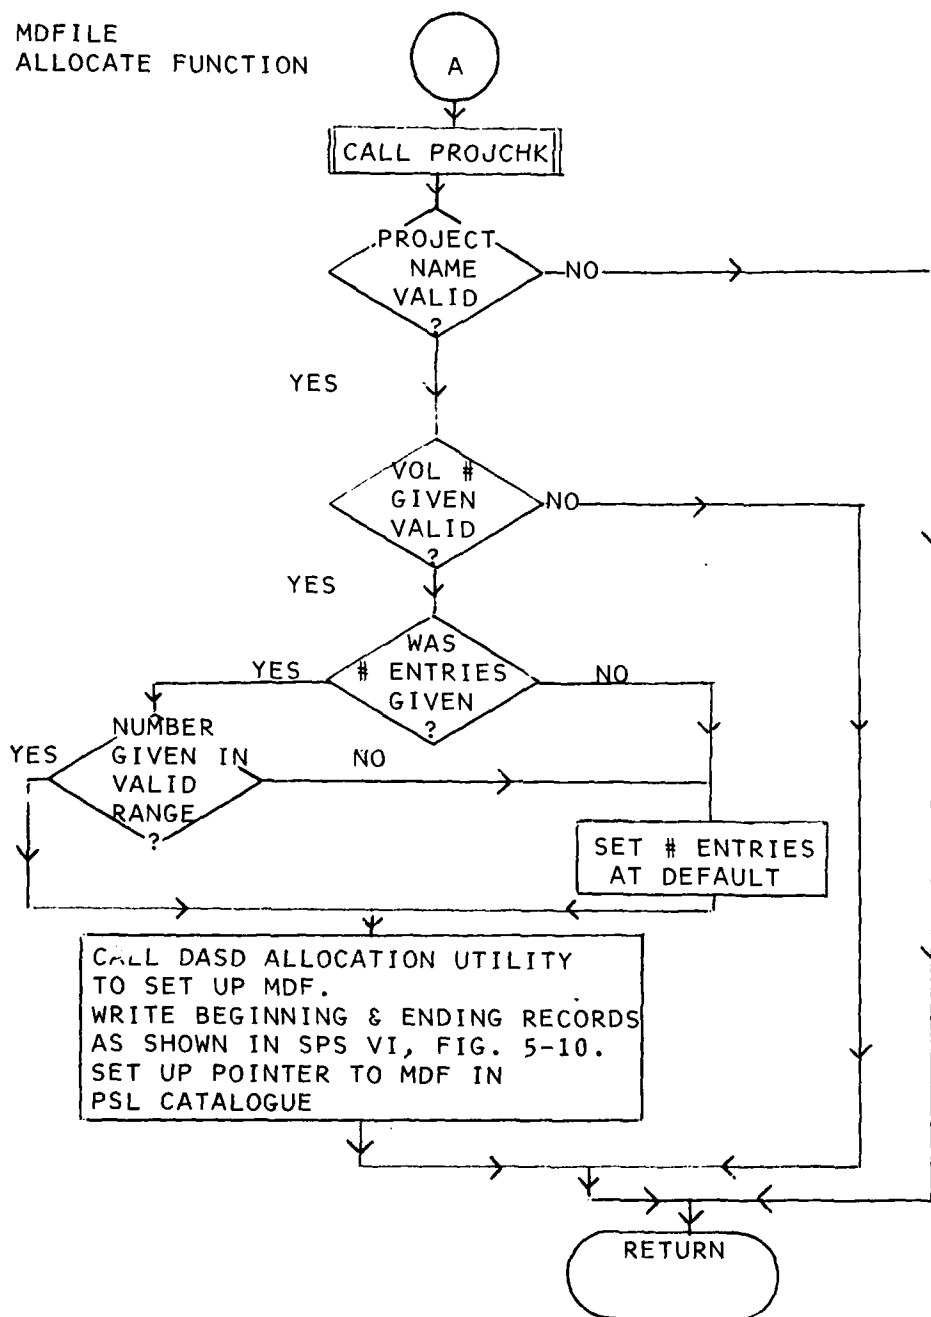 MDFILE
ALLOCATE FUNCTION
A
CALL PROJCHK
PROJECT
NAME
VALID
?
NO
YES
VOL #
GIVEN
VALID
?
NO
YES
WAS
# ENTRIES
GIVEN
?
YES
NO
NUMBER
GIVEN IN
VALID
RANGE
?
YES
NO
SET # ENTRIES
AT DEFAULT
CALL DASD ALLOCATION UTILITY
TO SET UP MDF.
WRITE BEGINNING & ENDING RECORDS
AS SHOWN IN SPS VI, FIG. 5-10.
SET UP POINTER TO MDF IN
PSL CATALOGUE
RETURN